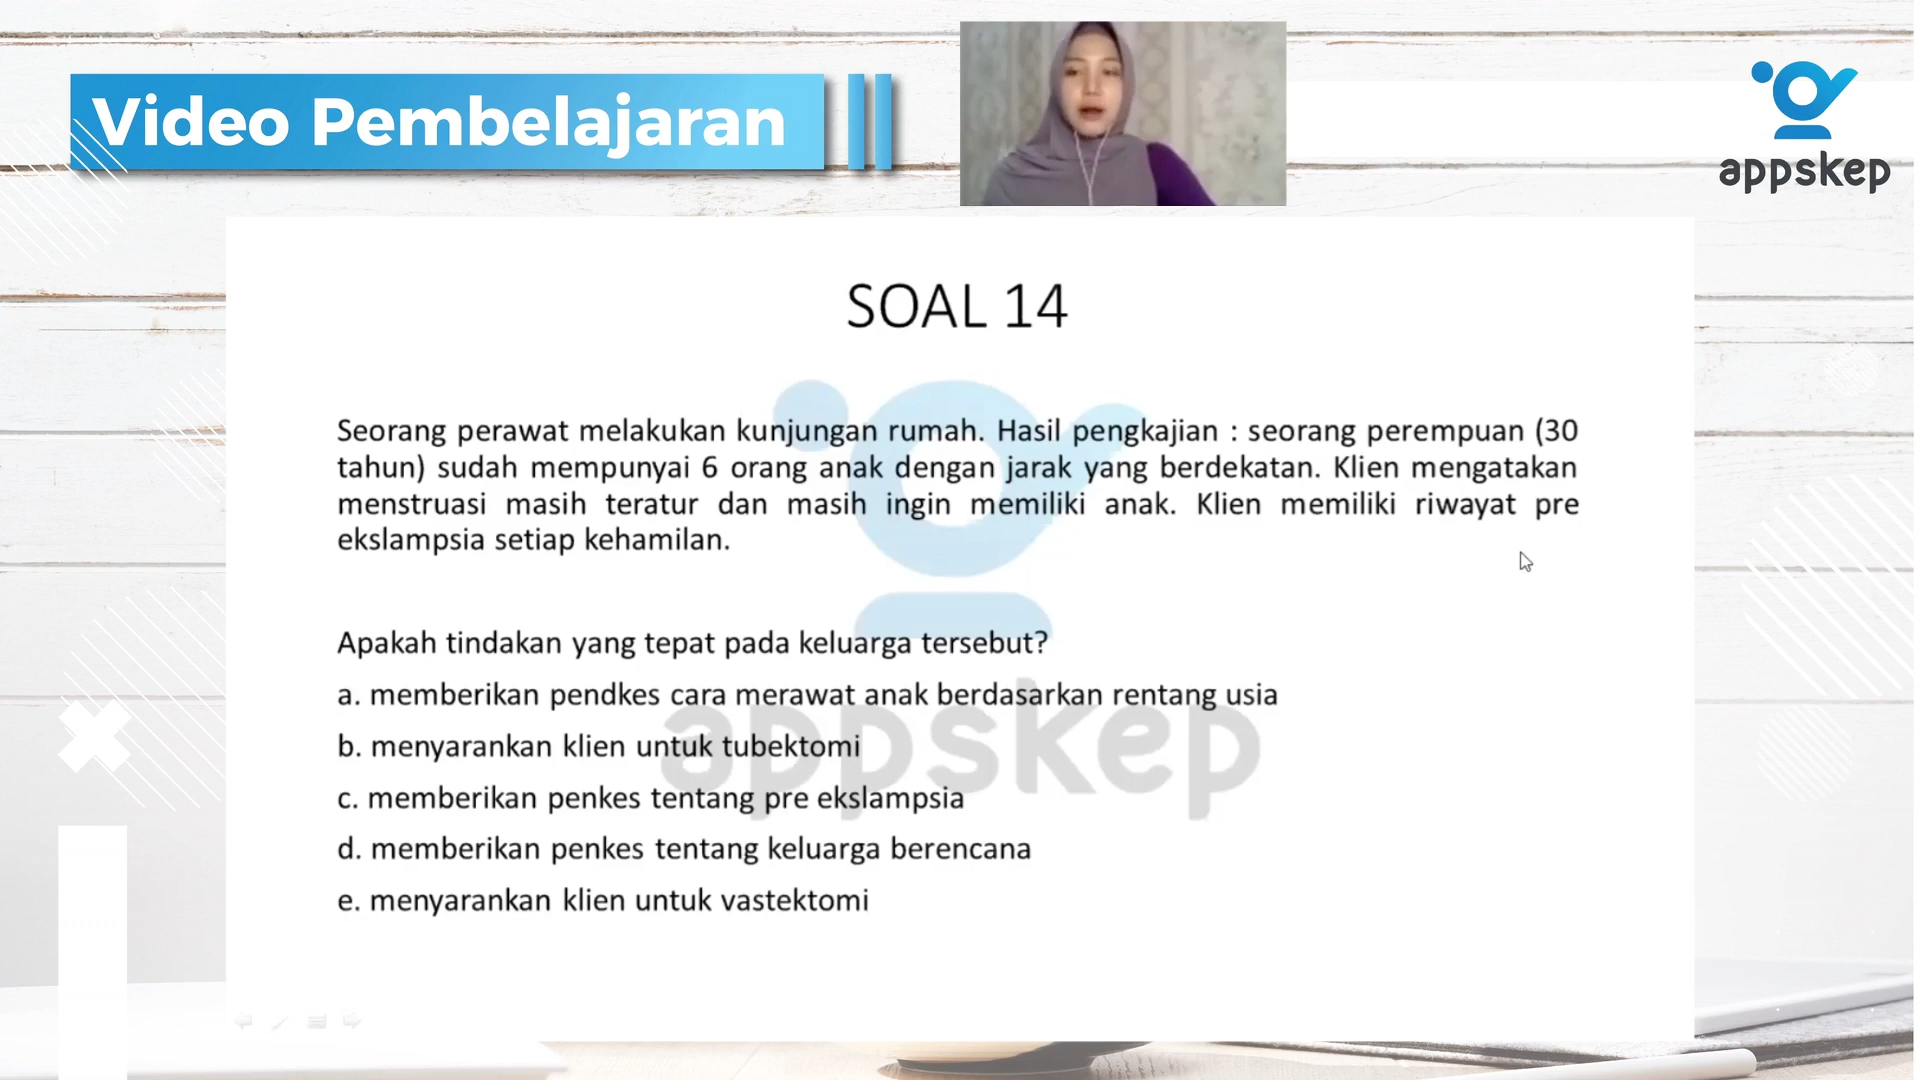 Video Pembelajaran
appskep
SOAL 14
Seorang perawat melakukan kunjungan rumah. Hasil pengkajian : seorang perempuan (30
tahun) sudah mempunyai 6 orang anak dengan jarak yang berdekatan. Klien mengatakan
menstruasi masih teratur dan masih ingin memiliki anak. Klien memiliki riwayat pre
ekslampsia setiap kehamilan.
Apakah tindakan yang tepat pada keluarga tersebut?
a. memberikan pendkes cara merawat anak berdasarkan rentang usia
b. menyarankan klien untuk tubektomi
c. memberikan penkes tentang pre ekslampsia
d. memberikan penkes tentang keluarga berencana
e. menyarankan klien untuk vastektomi
appskep